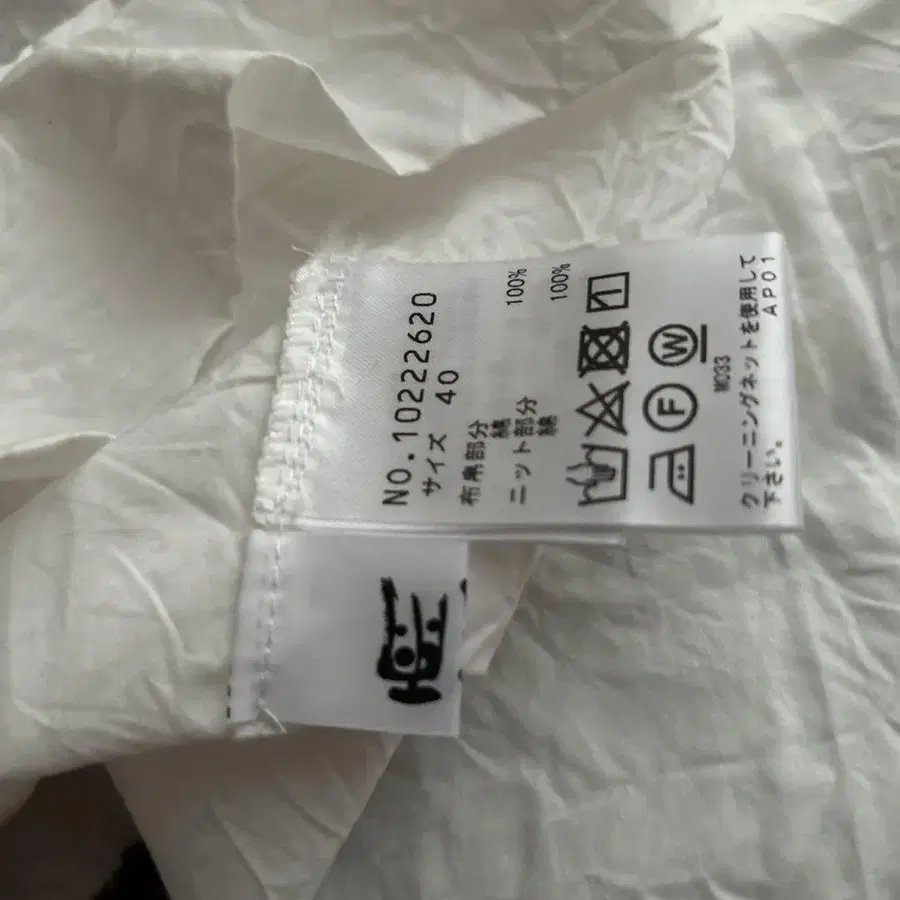 NO.10222620
サイズ 40
布帛部分
綿 100%
ニット部分
綿 100%
F W
W033
クリーニングネットを使用して
下さい。 AP01